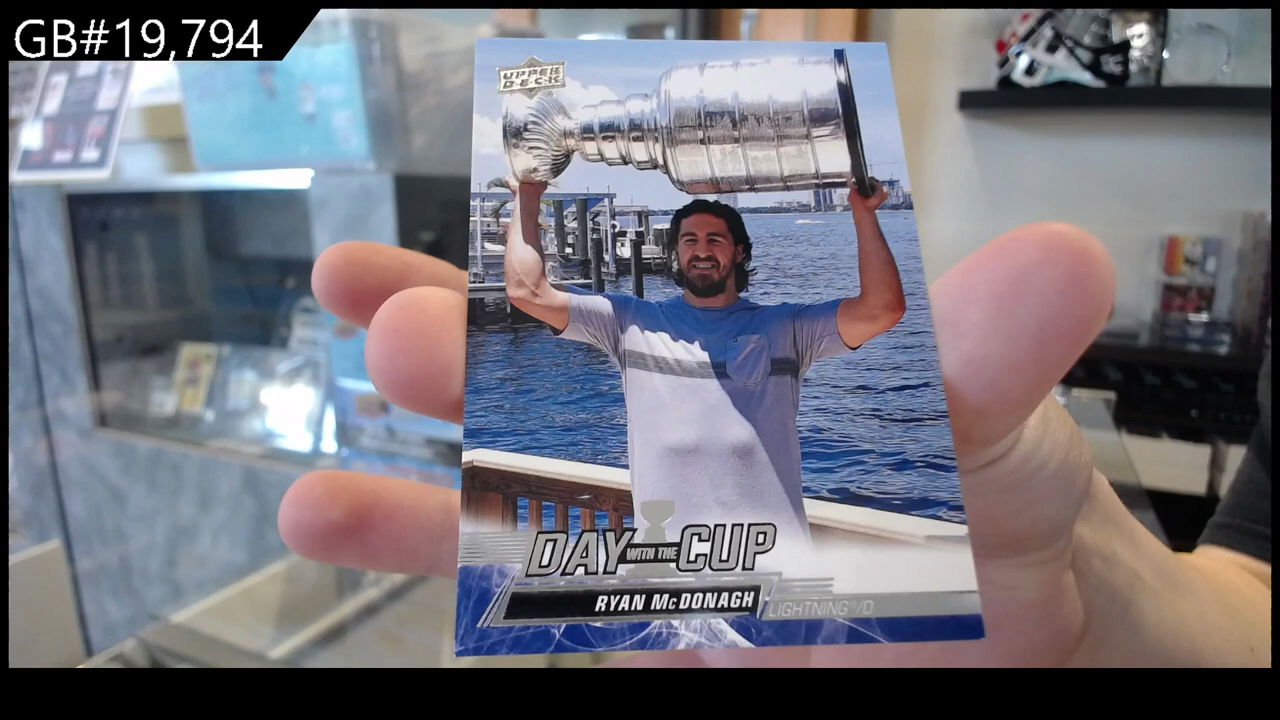 GB#19,794
UPPER
DECK
DAY WITH THE CUP
RYAN McDONAGH
LIGHTNING®/D